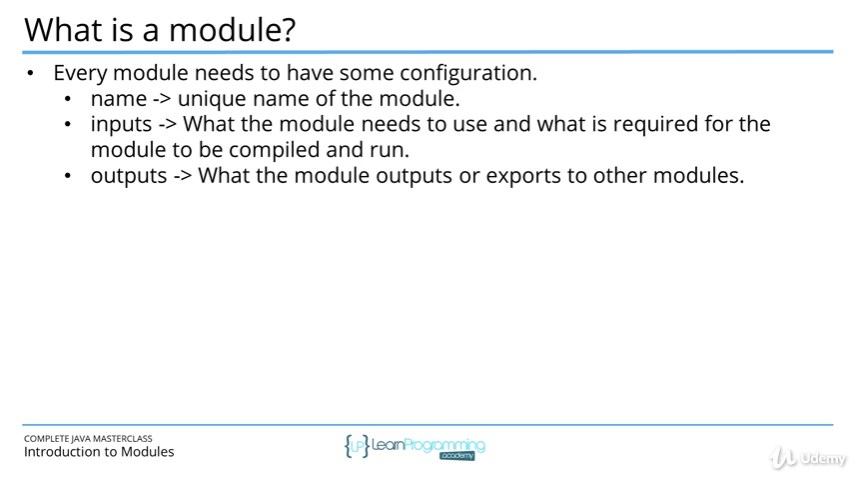 What is a module?
• Every module needs to have some configuration.
• name -> unique name of the module.
• inputs -> What the module needs to use and what is required for the
module to be compiled and run.
• outputs -> What the module outputs or exports to other modules.
COMPLETE JAVA MASTERCLASS
Introduction to Modules
{LP} LearnProgramming
academy
Udemy